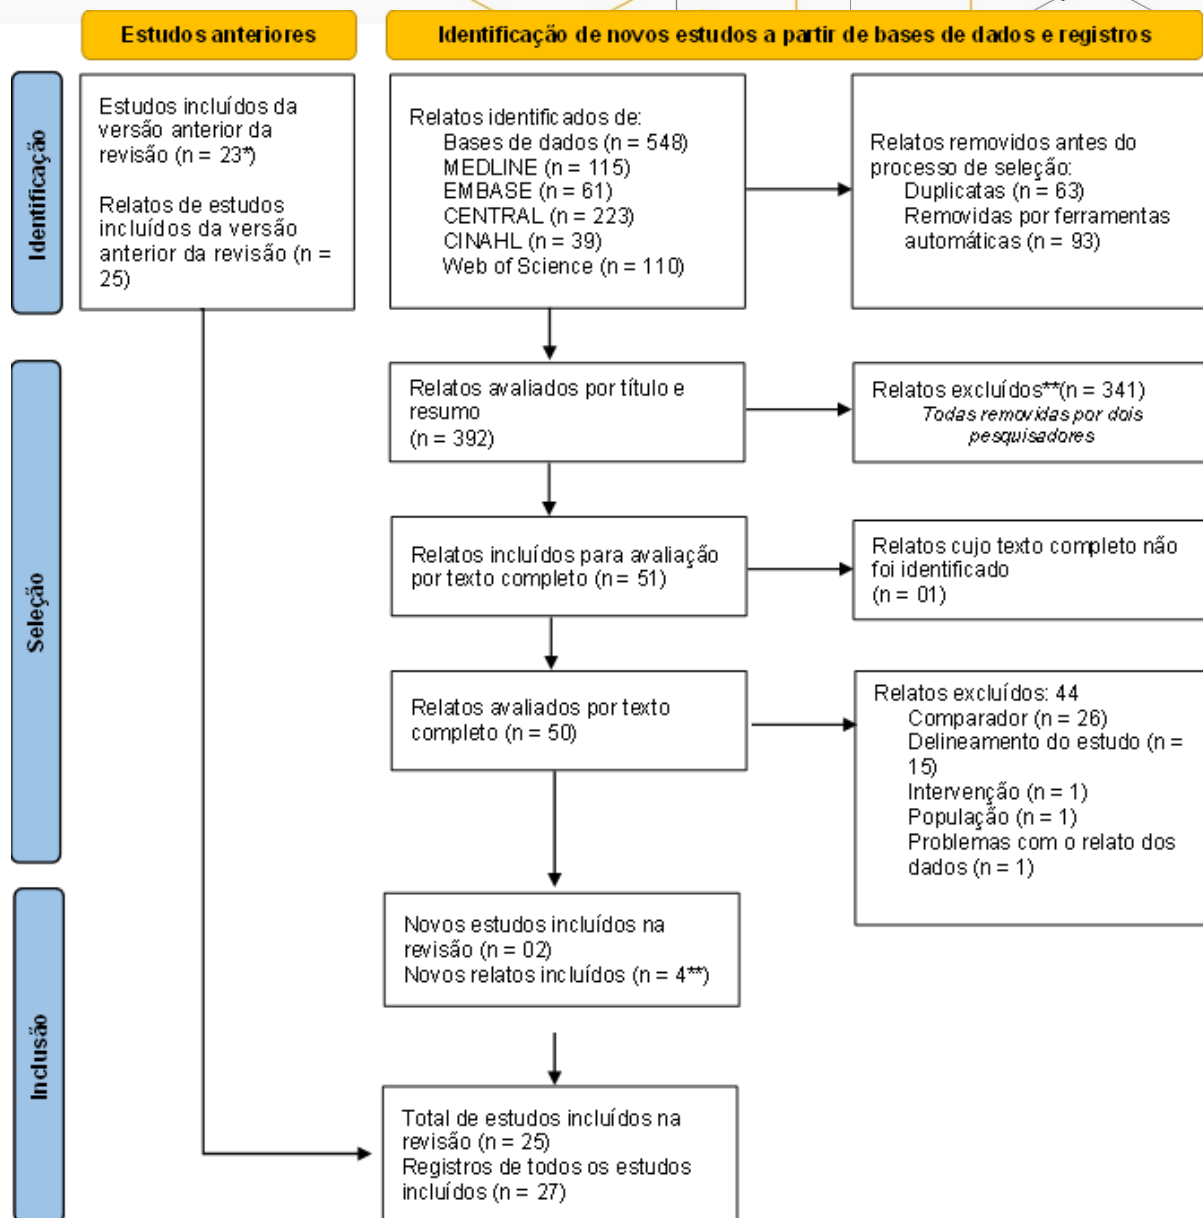 Estudos anteriores
Identificação de novos estudos a partir de bases de dados e registros
Identificação
Estudos incluídos da
versão anterior da
revisão (n = 23*)
Relatos de estudos
incluídos da versão
anterior da revisão (n =
25)
Relatos identificados de:
Bases de dados (n = 548)
MEDLINE (n = 115)
EMBASE (n = 61)
CENTRAL (n = 223)
CINAHL (n = 39)
Web of Science (n = 110)
Relatos removidos antes do
processo de seleção:
Duplicatas (n = 63)
Removidas por ferramentas
automáticas (n = 93)
Seleção
Relatos avaliados por título e
resumo
(n = 392)
Relatos excluídos**(n = 341)
Todas removidas por dois
pesquisadores
Relatos incluídos para avaliação
por texto completo (n = 51)
Relatos cujo texto completo não
foi identificado
(n = 01)
Relatos avaliados por texto
completo (n = 50)
Relatos excluídos: 44
Comparador (n = 26)
Delineamento do estudo (n =
15)
Intervenção (n = 1)
População (n = 1)
Problemas com o relato dos
dados (n = 1)
Inclusão
Novos estudos incluídos na
revisão (n = 02)
Novos relatos incluídos (n = 4**)
Total de estudos incluídos na
revisão (n = 25)
Registros de todos os estudos
incluídos (n = 27)